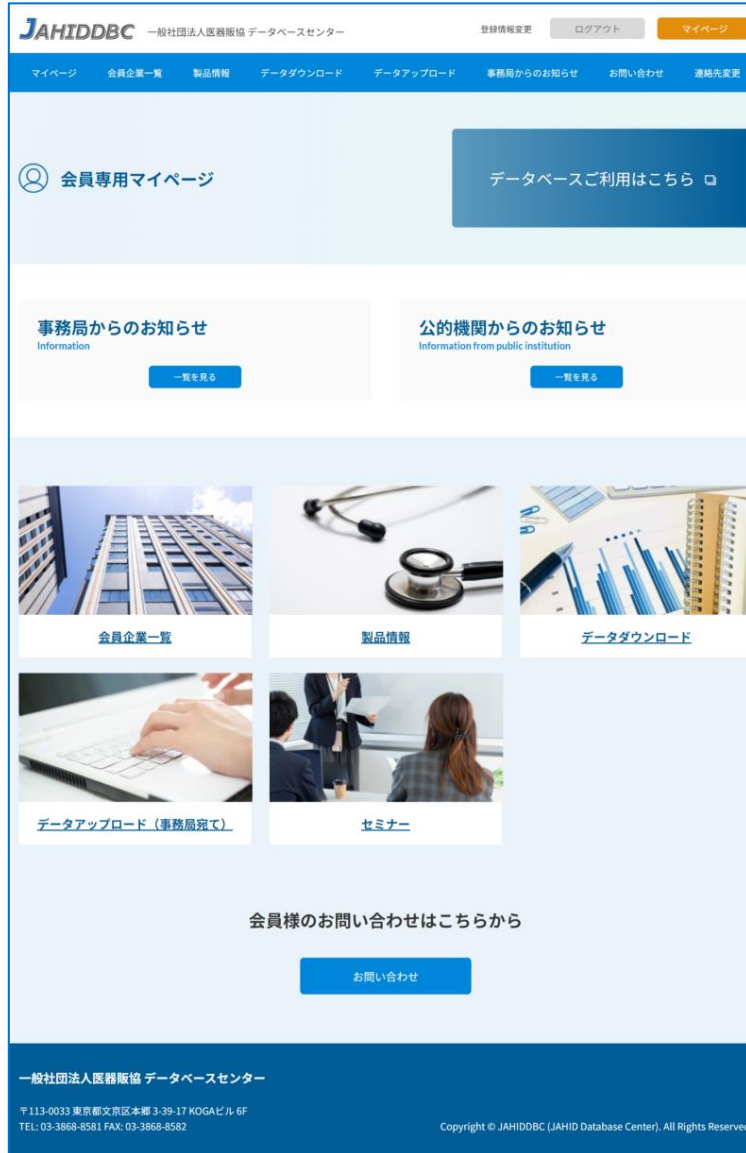 JAHIDDBC 一般社団法人医器販協 データベースセンター 登録情報変更 ログアウト マイページ
マイページ 会員企業一覧 製品情報 データダウンロード データアップロード 事務局からのお知らせ お問い合わせ 連絡先変更
会員専用マイページ
データベースご利用はこちら
事務局からのお知らせ
Information
一覧を見る
公的機関からのお知らせ
Information from public institution
一覧を見る
会員企業一覧
製品情報
データダウンロード
データアップロード（事務局宛て）
セミナー
会員様のお問い合わせはこちらから
お問い合わせ
一般社団法人医器販協 データベースセンター
〒113-0033 東京都文京区本郷 3-39-17 KOGAビル 6F
TEL: 03-3868-8581 FAX: 03-3868-8582
Copyright © JAHIDDBC (JAHID Database Center). All Rights Reserved